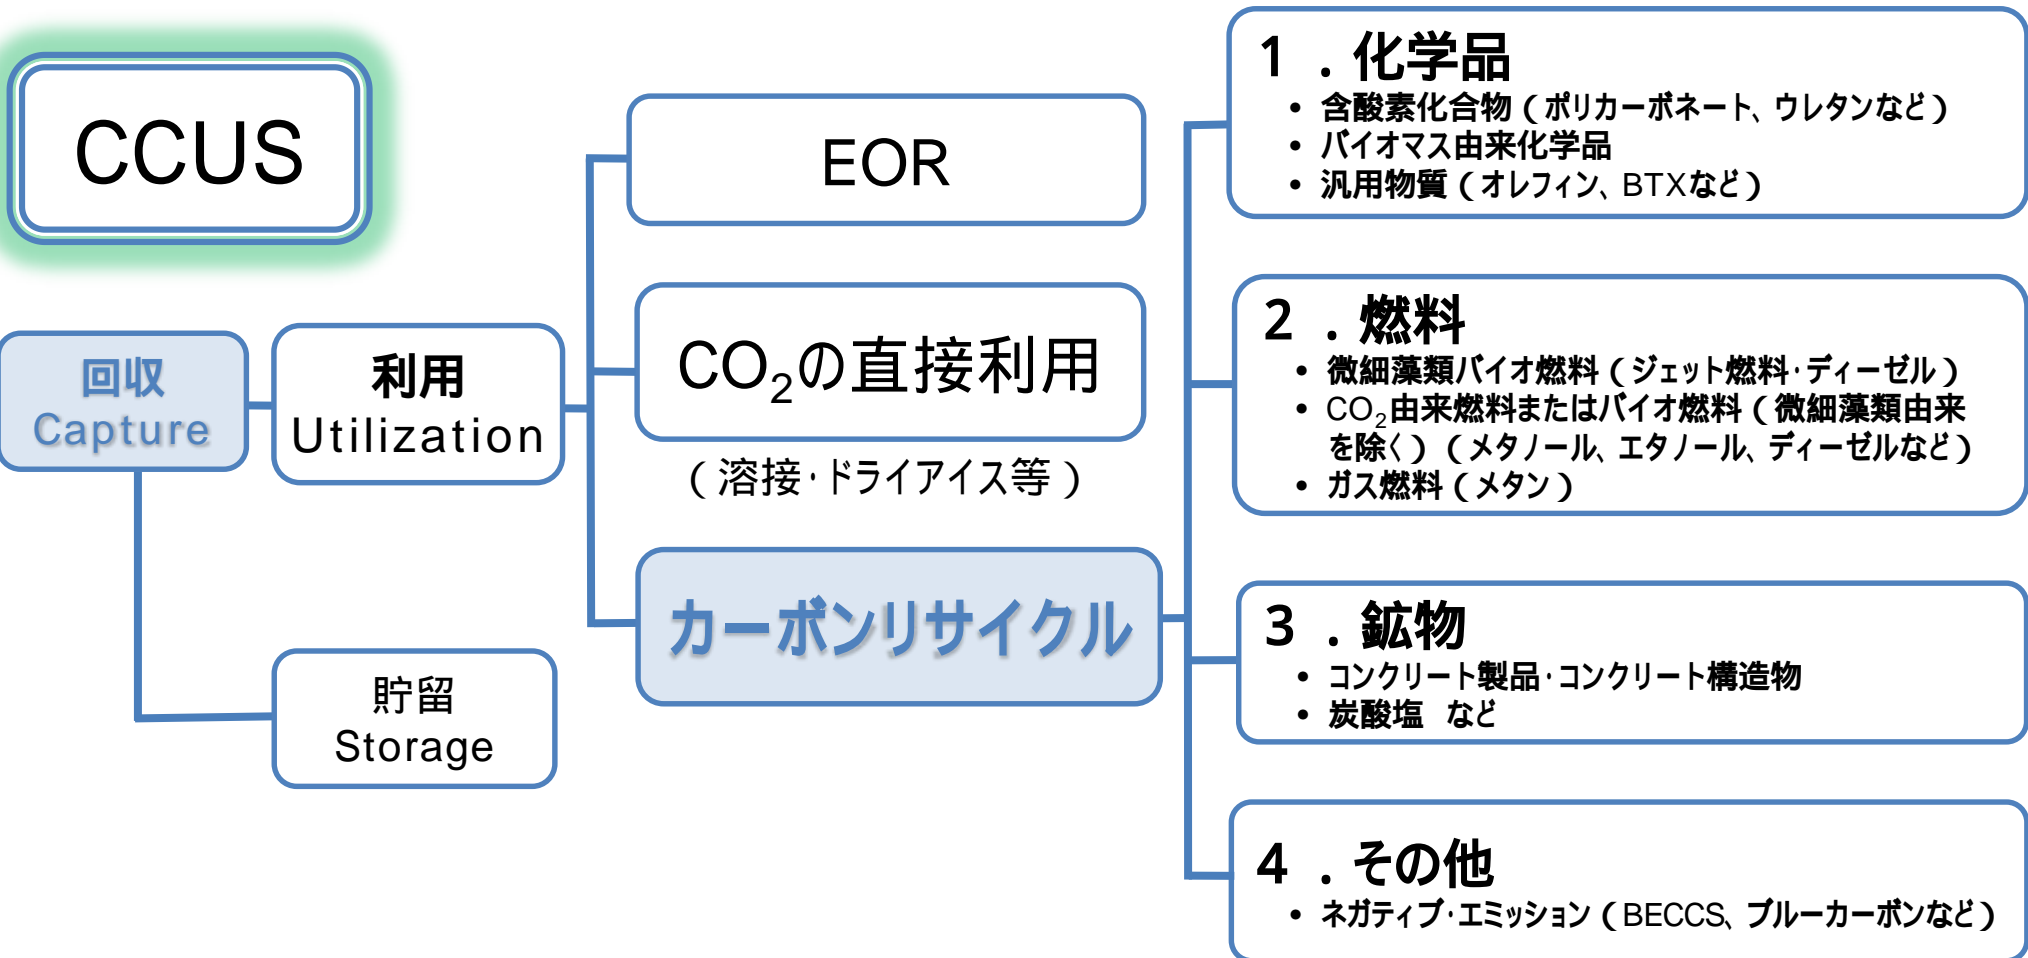 CCUS
回収
Capture
利用
Utilization
貯留
Storage
EOR
CO₂の直接利用
（溶接・ドライアイス等）
カーボンリサイクル
１．化学品
• 含酸素化合物（ポリカーボネート、ウレタンなど）
• バイオマス由来化学品
• 汎用物質（オレフィン、BTXなど）
２．燃料
• 微細藻類バイオ燃料（ジェット燃料・ディーゼル）
• CO₂由来燃料またはバイオ燃料（微細藻類由来
を除く）（メタノール、エタノール、ディーゼルなど）
• ガス燃料（メタン）
３．鉱物
• コンクリート製品・コンクリート構造物
• 炭酸塩　など
４．その他
• ネガティブ・エミッション（BECCS、ブルーカーボンなど）